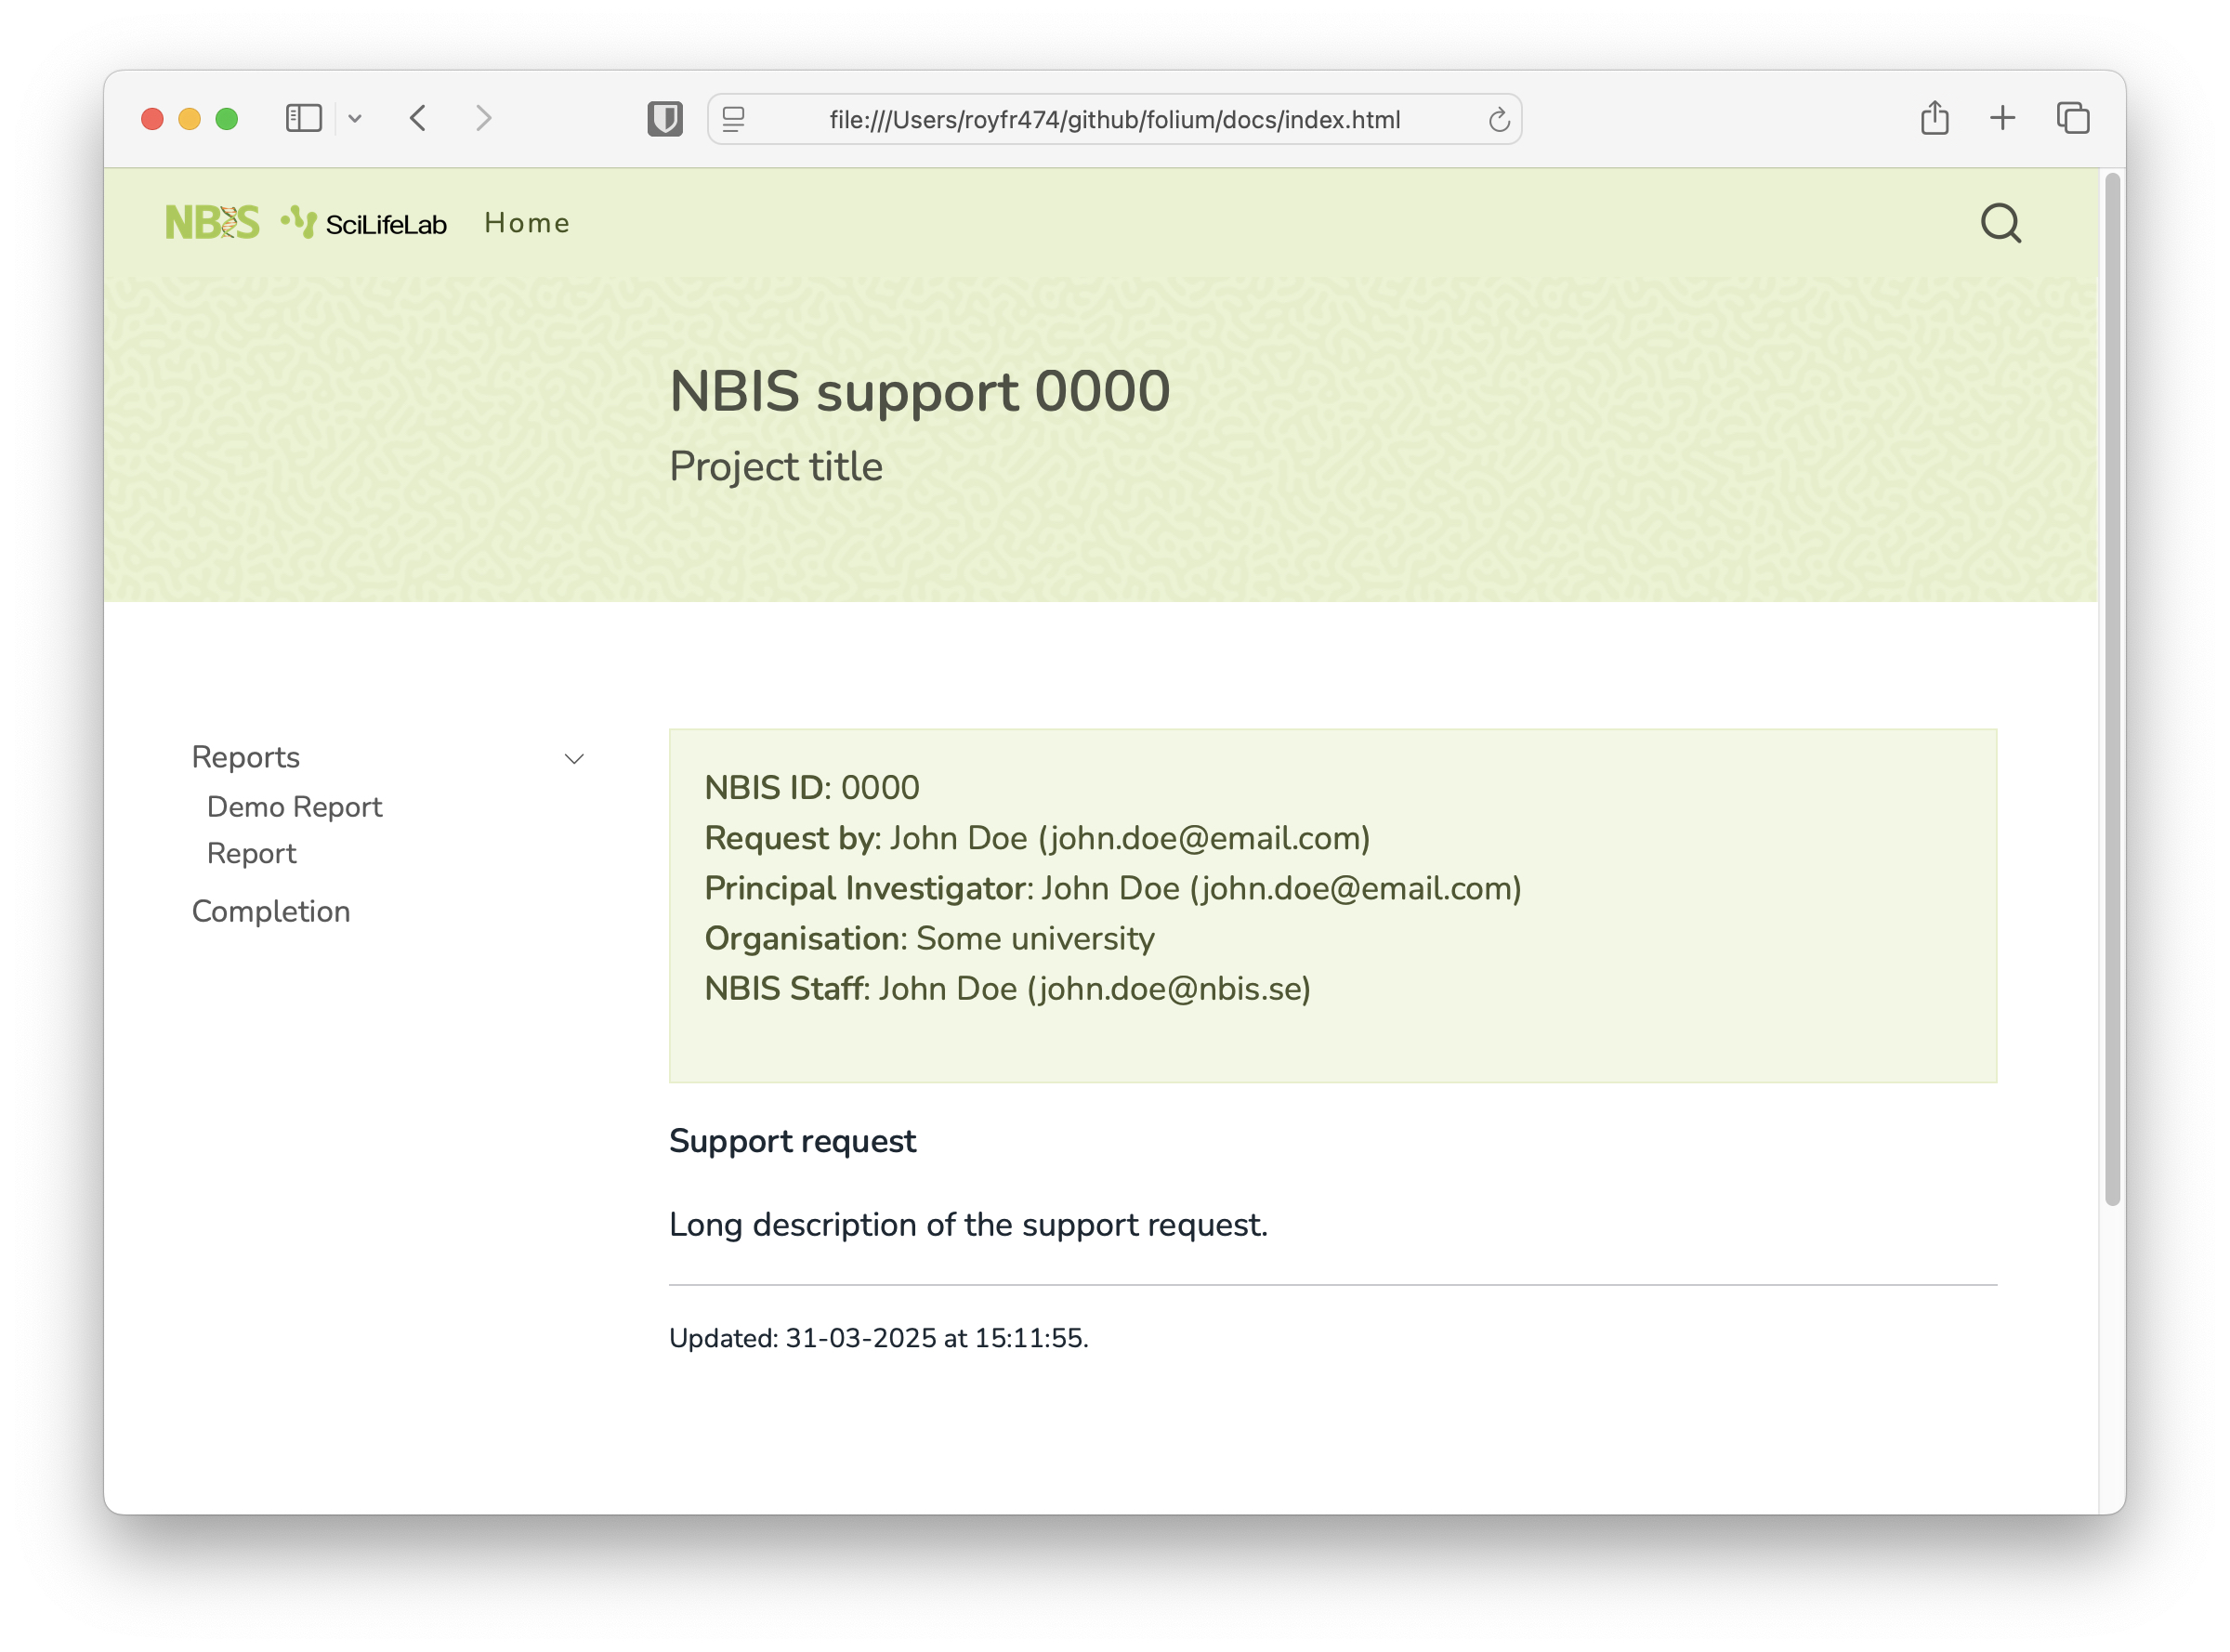 file:///Users/royfr474/github/folium/docs/index.html
NBIS SciLifeLab Home
NBIS support 0000
Project title
Reports
Demo Report
Report
Completion
NBIS ID: 0000
Request by: John Doe (john.doe@email.com)
Principal Investigator: John Doe (john.doe@email.com)
Organisation: Some university
NBIS Staff: John Doe (john.doe@nbis.se)
Support request
Long description of the support request.
Updated: 31-03-2025 at 15:11:55.